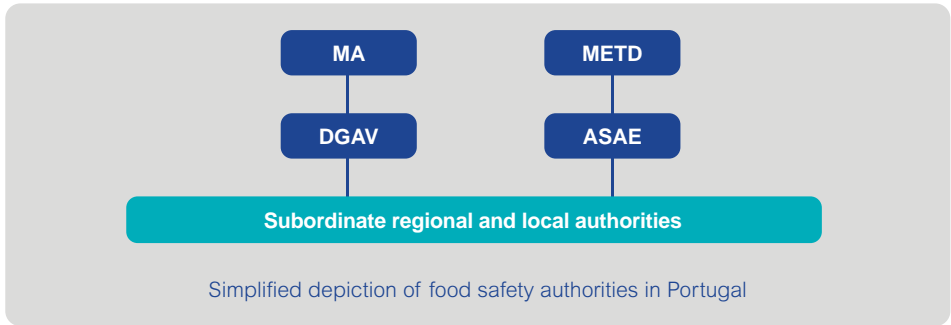 MA
METD
DGAV
ASAE
Subordinate regional and local authorities
Simplified depiction of food safety authorities in Portugal